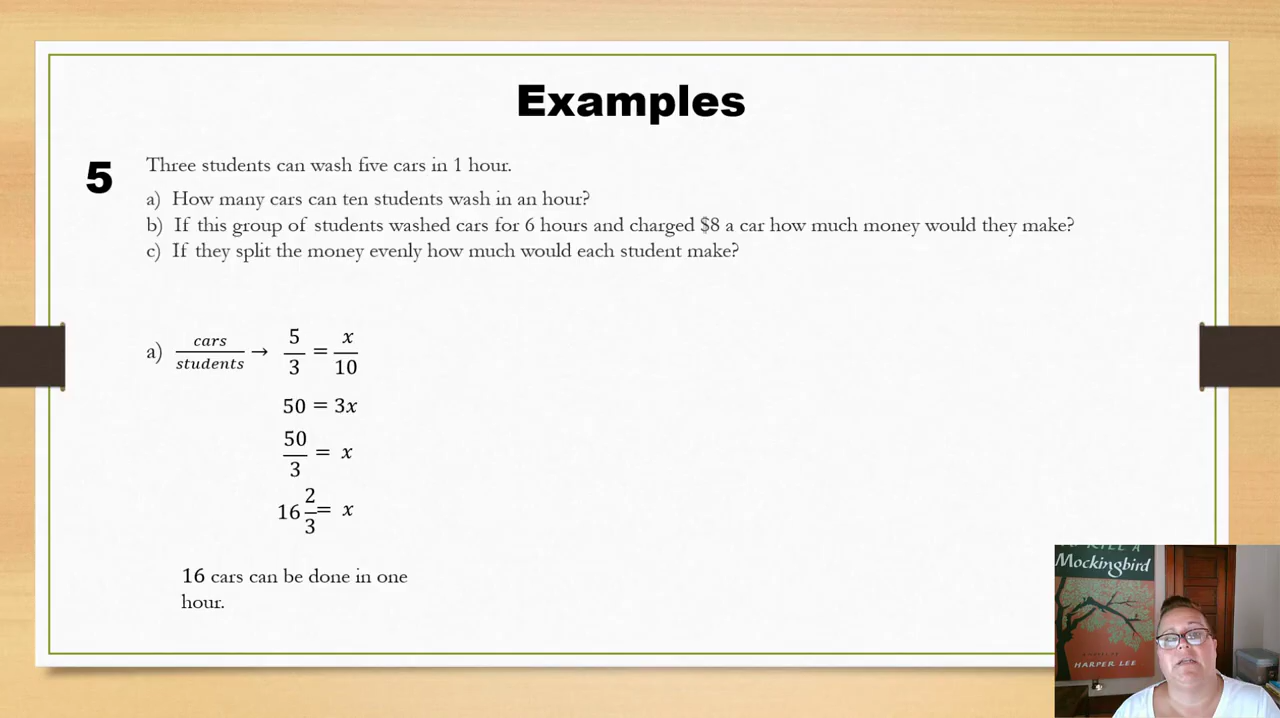 Examples
5
Three students can wash five cars in 1 hour.
a) How many cars can ten students wash in an hour?
b) If this group of students washed cars for 6 hours and charged $8 a car how much money would they make?
c) If they split the money evenly how much would each student make?
a) cars/students → 5/3 = x/10
50 = 3x
50/3 = x
16 2/3 = x
16 cars can be done in one
hour.
Mockingbird
HARPER LEE